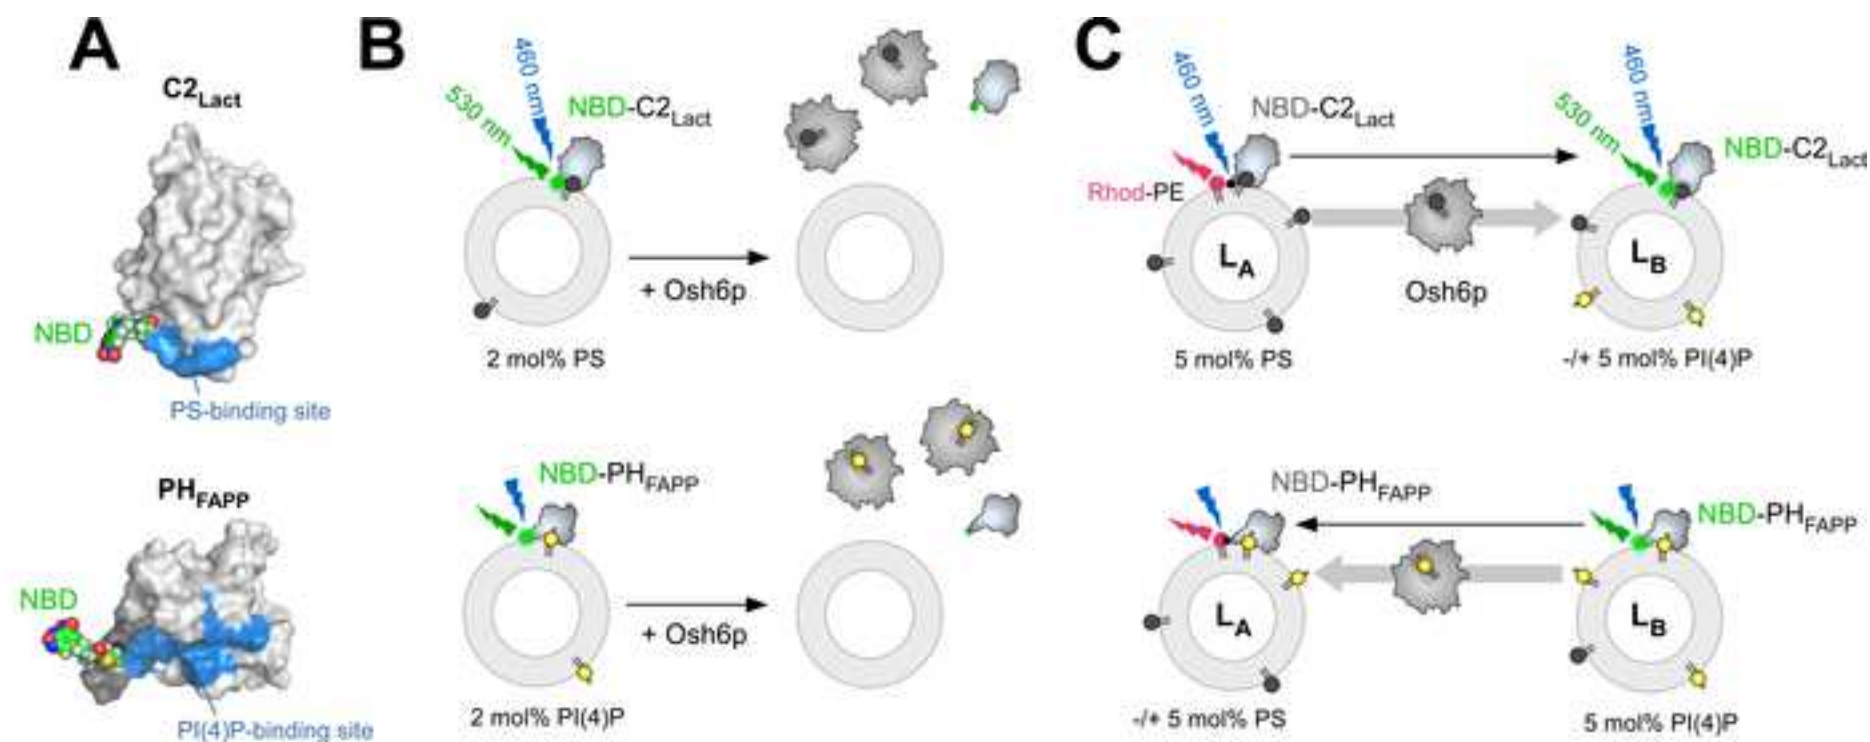 A
C2Lact
NBD
PS-binding site
PHFAPP
NBD
PI(4)P-binding site
B
460 nm
530 nm
NBD-C2Lact
+ Osh6p
2 mol% PS
NBD-PHFAPP
+ Osh6p
2 mol% PI(4)P
C
460 nm
NBD-C2Lact
Rhod-PE
LA
5 mol% PS
Osh6p
460 nm
530 nm
NBD-C2Lact
LB
-/+ 5 mol% PI(4)P
NBD-PHFAPP
LA
-/+ 5 mol% PS
NBD-PHFAPP
LB
5 mol% PI(4)P